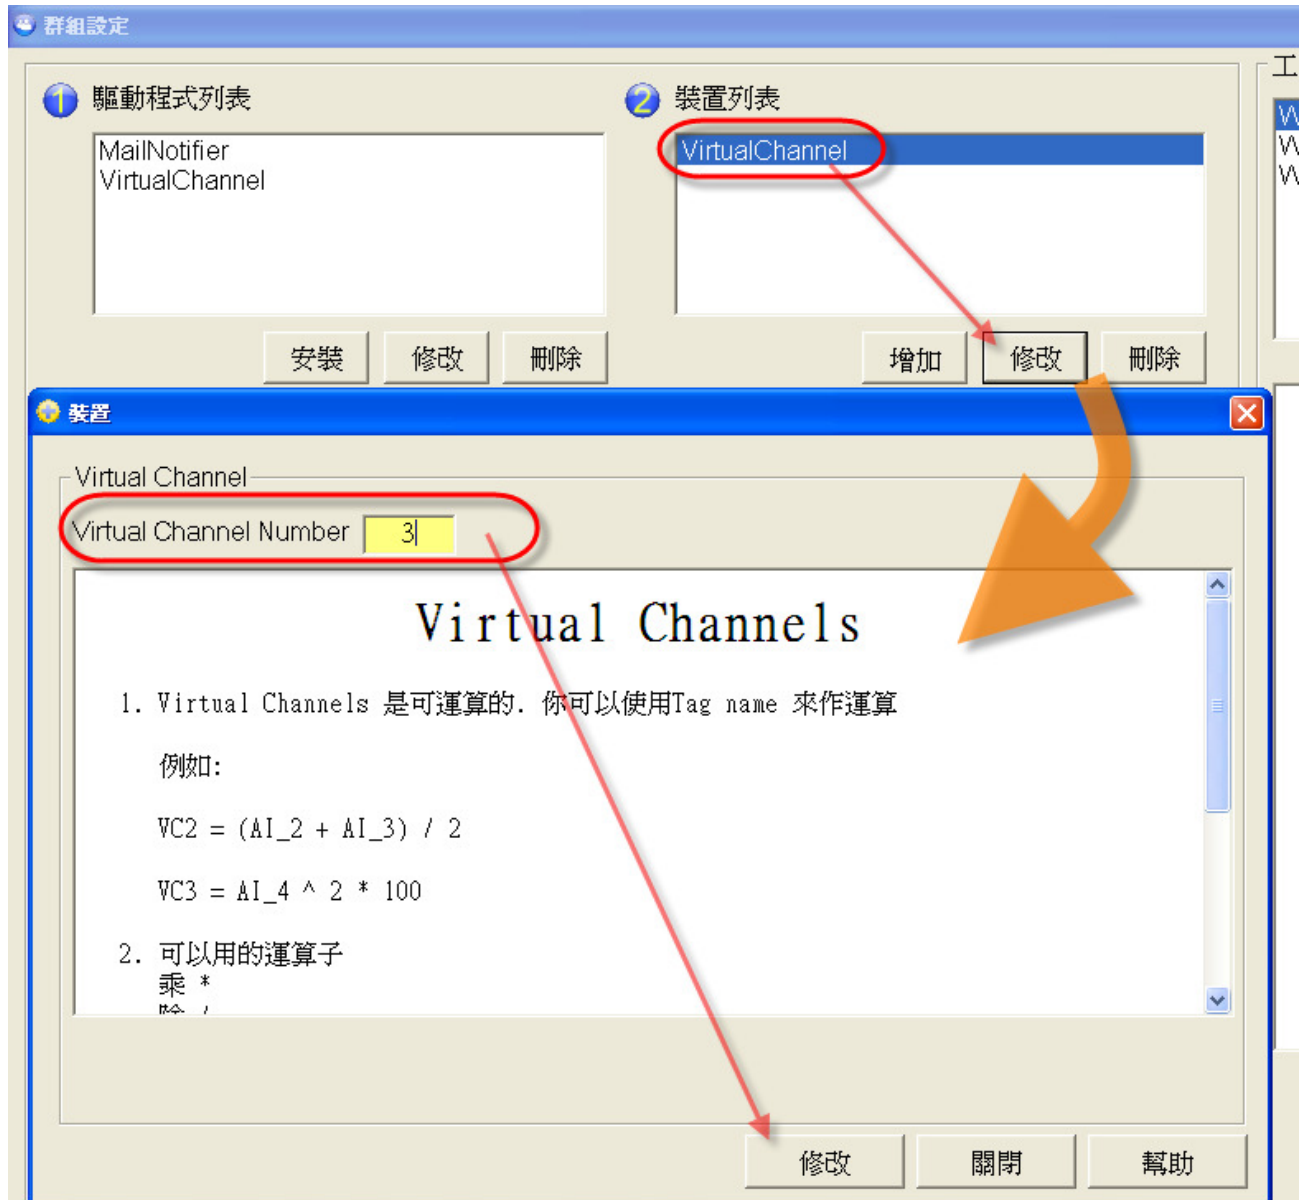 群組設定
1 驅動程式列表
MailNotifier
VirtualChannel
安裝 修改 刪除
2 裝置列表
VirtualChannel
增加 修改 刪除
工
裝置
Virtual Channel
Virtual Channel Number 3
Virtual Channels
1. Virtual Channels 是可運算的. 你可以使用Tag name 來作運算
例如:
VC2 = (AI_2 + AI_3) / 2
VC3 = AI_4 ^ 2 * 100
2. 可以用的運算子
乘 *
除 /
修改 關閉 幫助